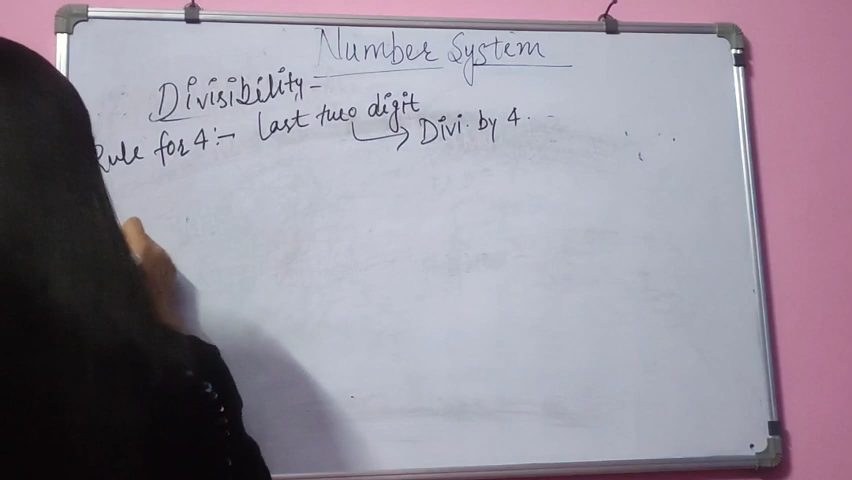 Number System
Divisibility:-
Rule for 4:- last two digit
Divi. by 4.